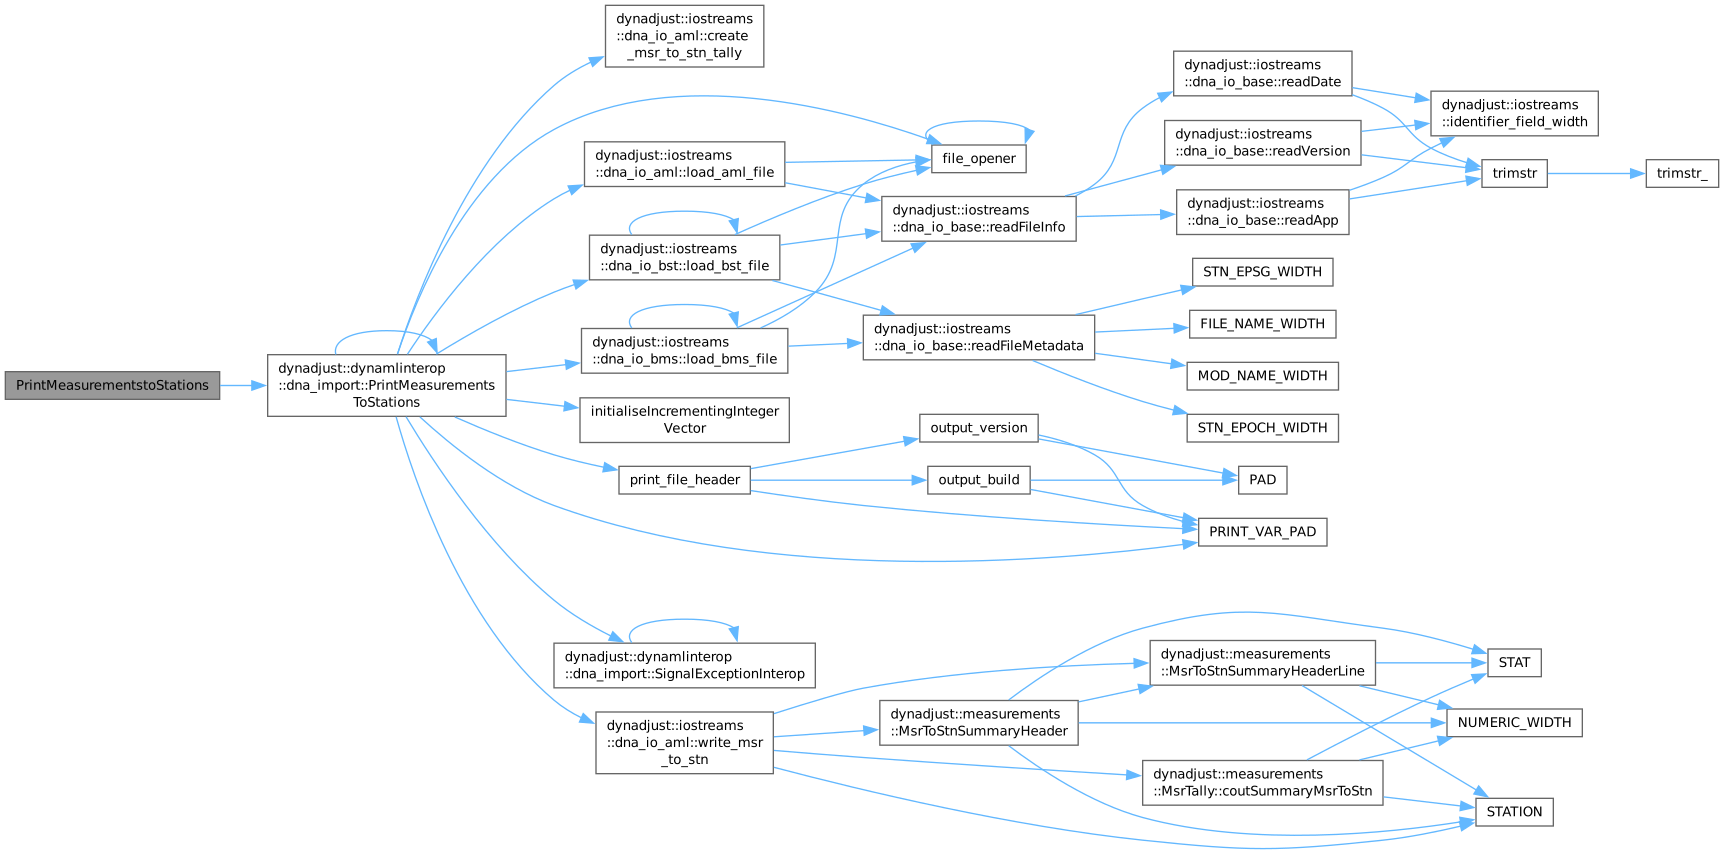 PrintMeasurementstoStations
dynadjust::dynamlinterop
::dna_import::PrintMeasurements
ToStations
dynadjust::iostreams
::dna_io_aml::create
_msr_to_stn_tally
dynadjust::iostreams
::dna_io_aml::load_aml_file
dynadjust::iostreams
::dna_io_bst::load_bst_file
dynadjust::iostreams
::dna_io_bms::load_bms_file
initialiseIncrementingInteger
Vector
print_file_header
dynadjust::dynamlinterop
::dna_import::SignalExceptionInterop
dynadjust::iostreams
::dna_io_aml::write_msr
_to_stn
file_opener
dynadjust::iostreams
::dna_io_base::readFileInfo
dynadjust::iostreams
::dna_io_base::readFileMetadata
output_version
output_build
dynadjust::measurements
::MsrToStnSummaryHeader
dynadjust::iostreams
::dna_io_base::readDate
dynadjust::iostreams
::dna_io_base::readVersion
dynadjust::iostreams
::dna_io_base::readApp
STN_EPSG_WIDTH
FILE_NAME_WIDTH
MOD_NAME_WIDTH
STN_EPOCH_WIDTH
PAD
PRINT_VAR_PAD
dynadjust::measurements
::MsrToStnSummaryHeaderLine
dynadjust::measurements
::MsrTally::coutSummaryMsrToStn
dynadjust::iostreams
::identifier_field_width
trimstr
trimstr_
STAT
NUMERIC_WIDTH
STATION